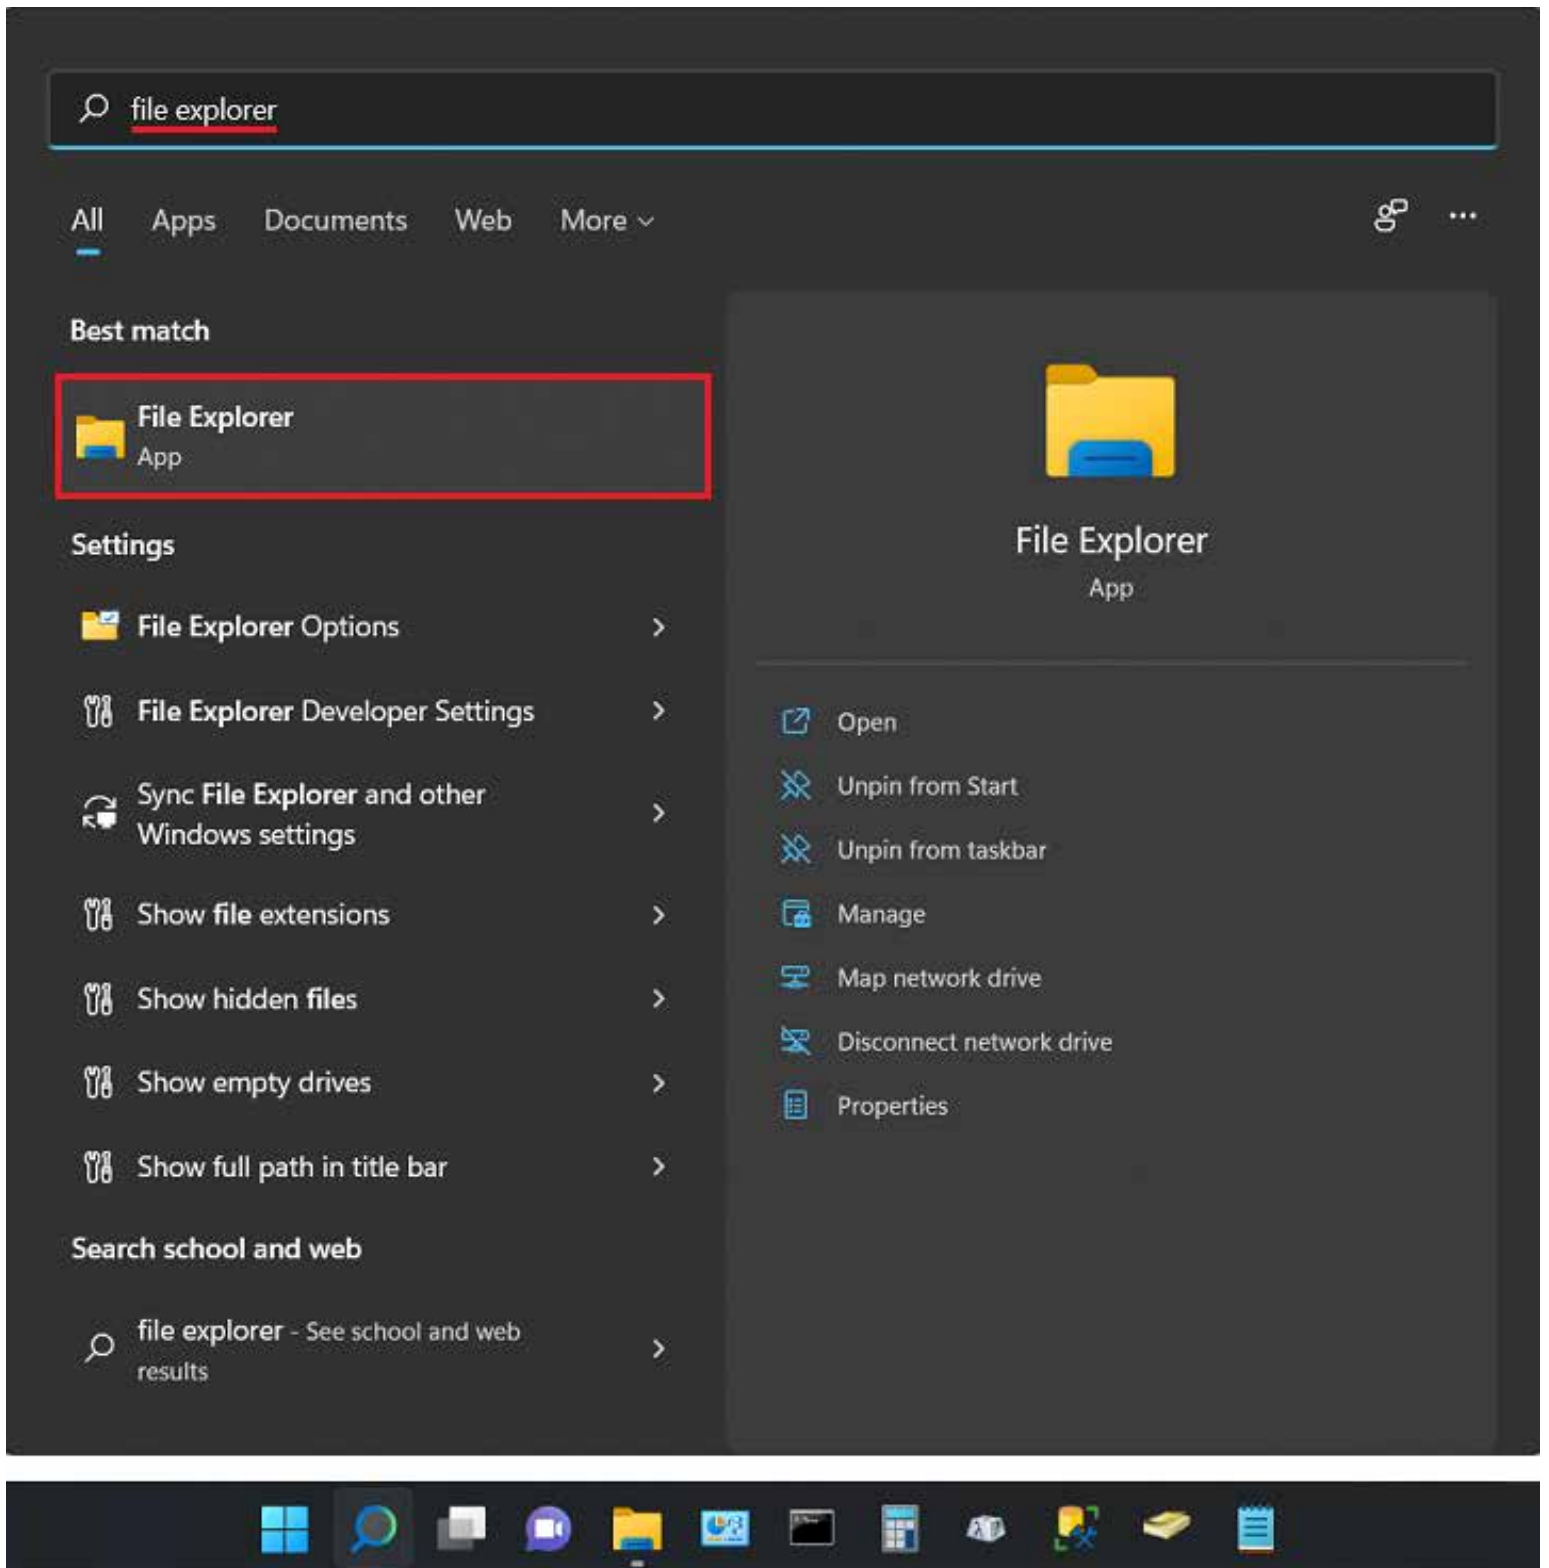 file explorer
All Apps Documents Web More
Best match
File Explorer
App
Settings
File Explorer Options
File Explorer Developer Settings
Sync File Explorer and other
Windows settings
Show file extensions
Show hidden files
Show empty drives
Show full path in title bar
Search school and web
file explorer - See school and web
results
File Explorer
App
Open
Unpin from Start
Unpin from taskbar
Manage
Map network drive
Disconnect network drive
Properties